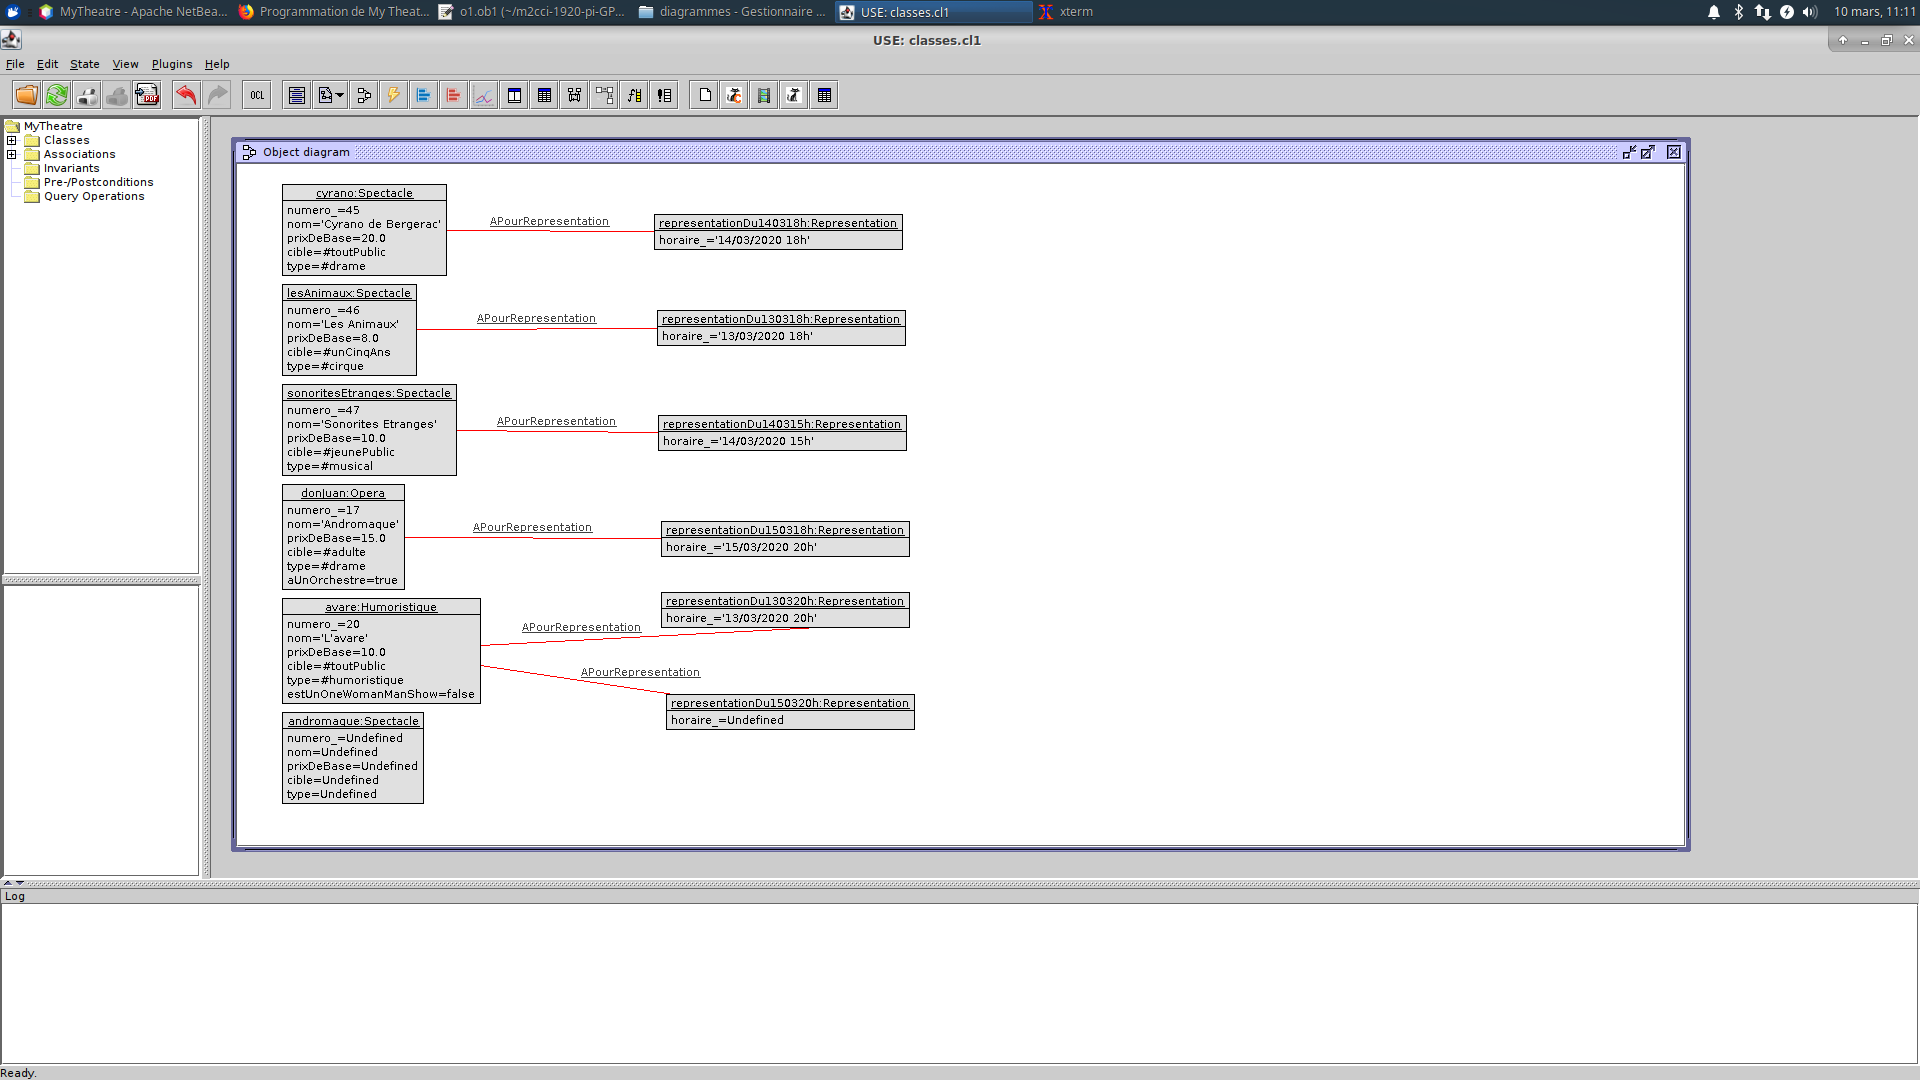 MyTheatre - Apache NetBea...
Programmation de My Theat...
o1.ob1 (~/m2cci-1920-pi-GP...
diagrammes - Gestionnaire ...
USE: classes.cl1
xterm
10 mars, 11:11
USE: classes.cl1
File Edit State View Plugins Help
PDF
OCL
MyTheatre
Classes
Associations
Invariants
Pre-/Postconditions
Query Operations
Object diagram
cyrano:Spectacle
numero_=45
nom='Cyrano de Bergerac'
prixDeBase=20.0
cible=#toutPublic
type=#drame
APourRepresentation
representationDu140318h:Representation
horaire_='14/03/2020 18h'
lesAnimaux:Spectacle
numero_=46
nom='Les Animaux'
prixDeBase=8.0
cible=#unCinqAns
type=#cirque
APourRepresentation
representationDu130318h:Representation
horaire_='13/03/2020 18h'
sonoritesEtranges:Spectacle
numero_=47
nom='Sonorites Etranges'
prixDeBase=10.0
cible=#jeunePublic
type=#musical
APourRepresentation
representationDu140315h:Representation
horaire_='14/03/2020 15h'
donJuan:Opera
numero_=17
nom='Andromaque'
prixDeBase=15.0
cible=#adulte
type=#drame
aUnOrchestre=true
APourRepresentation
representationDu150318h:Representation
horaire_='15/03/2020 20h'
avare:Humoristique
numero_=20
nom='L'avare'
prixDeBase=10.0
cible=#toutPublic
type=#humoristique
estUnOneWomanManShow=false
APourRepresentation
representationDu130320h:Representation
horaire_='13/03/2020 20h'
APourRepresentation
representationDu150320h:Representation
horaire_=Undefined
andromaque:Spectacle
numero_=Undefined
nom=Undefined
prixDeBase=Undefined
cible=Undefined
type=Undefined
Log
Ready.